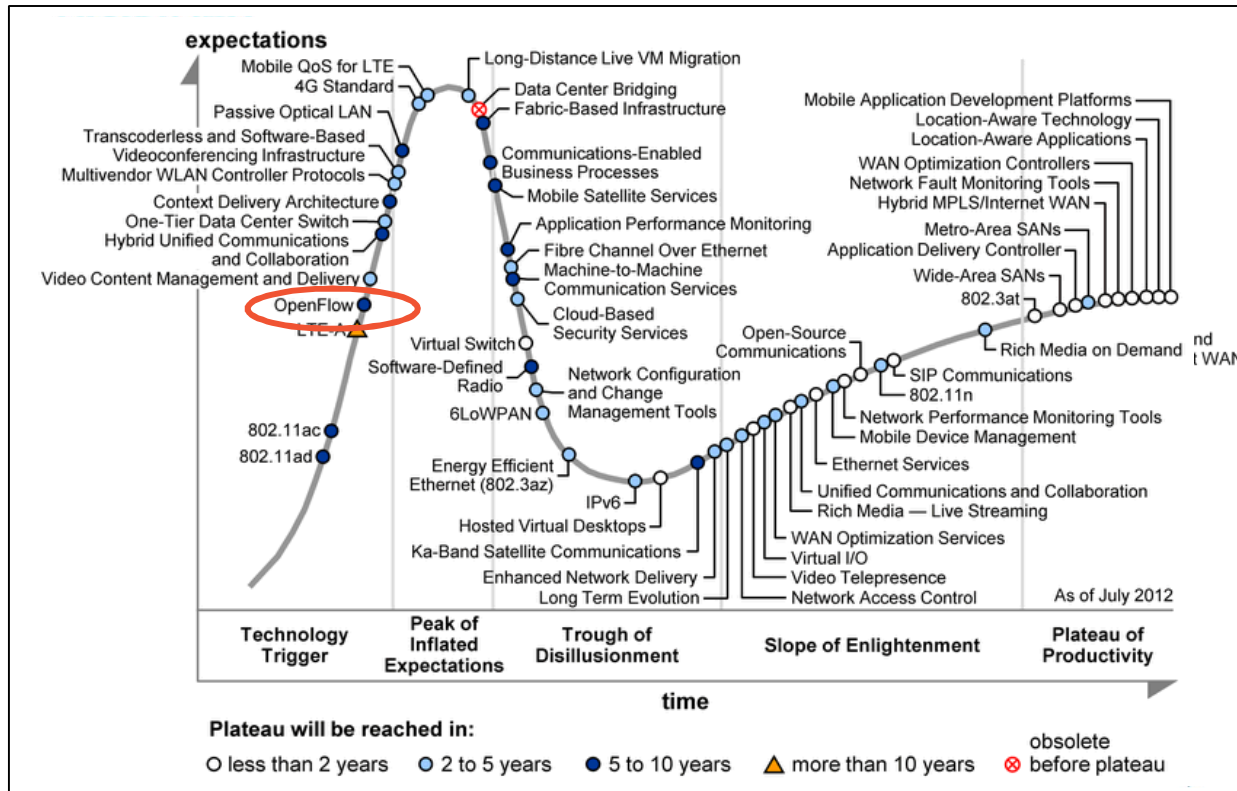 expectations
Long-Distance Live VM Migration
Mobile QoS for LTE
4G Standard
Data Center Bridging
Fabric-Based Infrastructure
Passive Optical LAN
Transcoderless and Software-Based
Videoconferencing Infrastructure
Multivendor WLAN Controller Protocols
Communications-Enabled
Business Processes
Mobile Satellite Services
Context Delivery Architecture
One-Tier Data Center Switch
Hybrid Unified Communications
and Collaboration
Application Performance Monitoring
Fibre Channel Over Ethernet
Machine-to-Machine
Communication Services
Video Content Management and Delivery
OpenFlow
LTE-A
Cloud-Based
Security Services
Virtual Switch
Software-Defined
Radio
Network Configuration
and Change
Management Tools
6LoWPAN
802.11ac
802.11ad
Energy Efficient
Ethernet (802.3az)
IPv6
Hosted Virtual Desktops
Ka-Band Satellite Communications
Enhanced Network Delivery
Long Term Evolution
Mobile Application Development Platforms
Location-Aware Technology
Location-Aware Applications
WAN Optimization Controllers
Network Fault Monitoring Tools
Hybrid MPLS/Internet WAN
Metro-Area SANs
Application Delivery Controller
Wide-Area SANs
802.3at
Open-Source
Communications
Rich Media on Demand
nd
t WAN
SIP Communications
802.11n
Network Performance Monitoring Tools
Mobile Device Management
Ethernet Services
Unified Communications and Collaboration
Rich Media — Live Streaming
WAN Optimization Services
Virtual I/O
Video Telepresence
Network Access Control
As of July 2012
Technology
Trigger
Peak of
Inflated
Expectations
Trough of
Disillusionment
Slope of Enlightenment
Plateau of
Productivity
time
Plateau will be reached in:
less than 2 years
2 to 5 years
5 to 10 years
more than 10 years
obsolete
before plateau